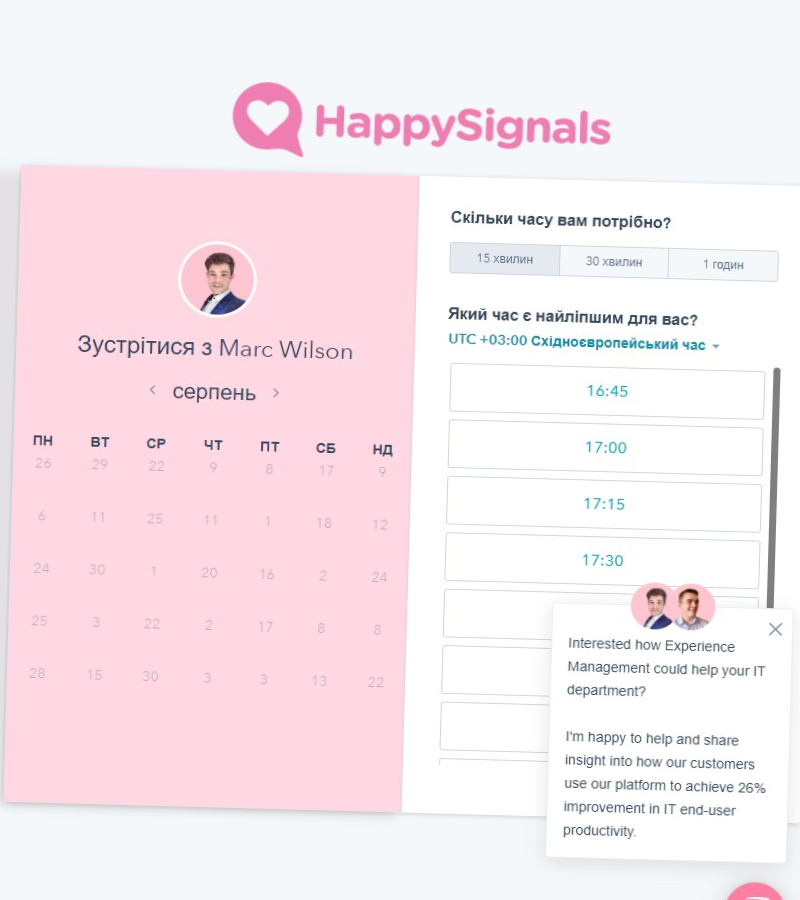 HappySignals
Зустрітися з Marc Wilson
серпень
ПН ВТ СР ЧТ ПТ СБ НД
26 29 22 9 8 17 9
6 11 25 11 1 18 12
24 30 1 20 16 2 24
25 3 22 2 17 8 8
28 15 30 3 3 13 22
Скільки часу вам потрібно?
15 хвилин 30 хвилин 1 годин
Який час є найліпшим для вас?
UTC +03:00 Східноєвропейський час
16:45
17:00
17:15
17:30
Interested how Experience
Management could help your IT
department?
I'm happy to help and share
insight into how our customers
use our platform to achieve 26%
improvement in IT end-user
productivity.